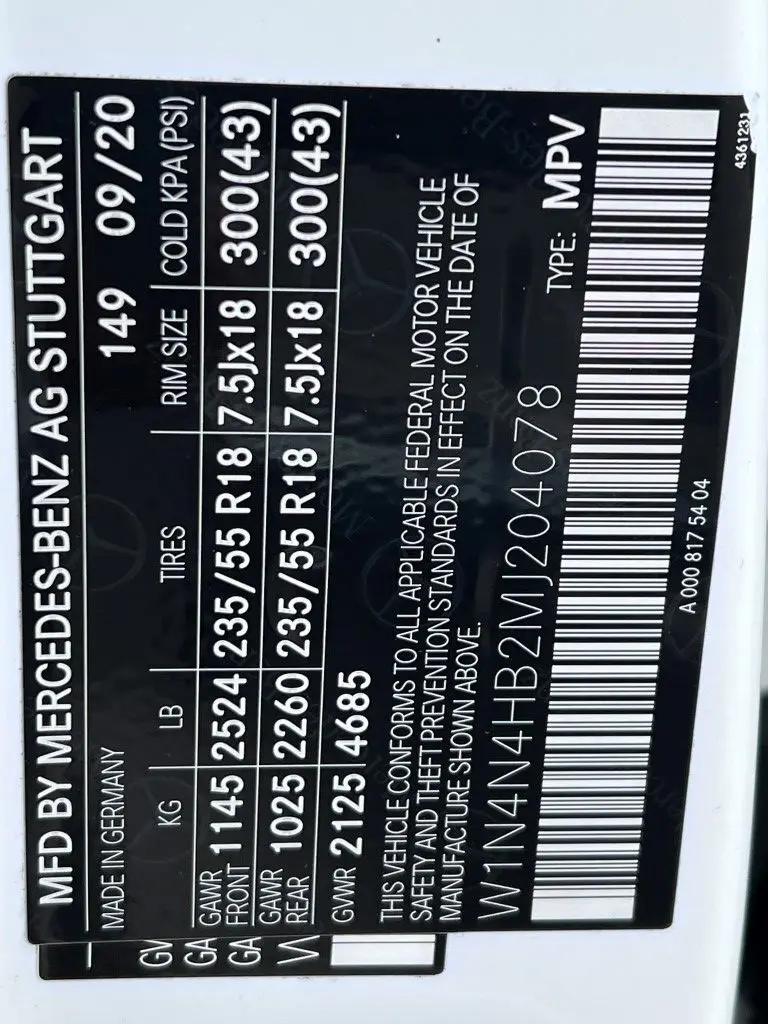 MFD BY MERCEDES-BENZ AG STUTTGART
MADE IN GERMANY 149 09/20
KG LB TIRES RIM SIZE COLD KPA(PSI)
GAWR FRONT 1145 2524 235/55 R18 7.5Jx18 300(43)
GAWR REAR 1025 2260 235/55 R18 7.5Jx18 300(43)
GVWR 2125 4685
THIS VEHICLE CONFORMS TO ALL APPLICABLE FEDERAL MOTOR VEHICLE
SAFETY AND THEFT PREVENTION STANDARDS IN EFFECT ON THE DATE OF
MANUFACTURE SHOWN ABOVE.
W1N4N4HB2MJ204078 TYPE: MPV
A 000 817 54 04
4361231